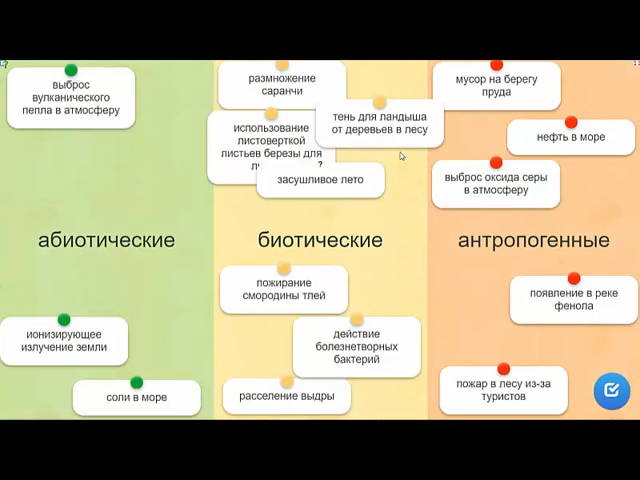 выброс
вулканического
пепла в атмосферу
размножение
саранчи
использование
листоверткой
листьев березы для
?
тень для ландыша
от деревьев в лесу
засушливое лето
мусор на берегу
пруда
нефть в море
выброс оксида серы
в атмосферу
абиотические
биотические
антропогенные
пожирание
смородины тлей
появление в реке
фенола
ионизирующее
излучение земли
действие
болезнетворных
бактерий
соли в море
расселение выдры
пожар в лесу из-за
туристов